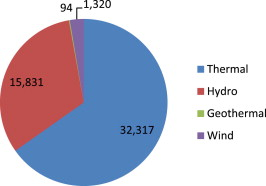 94 1,320
15,831
32,317
Thermal
Hydro
Geothermal
Wind